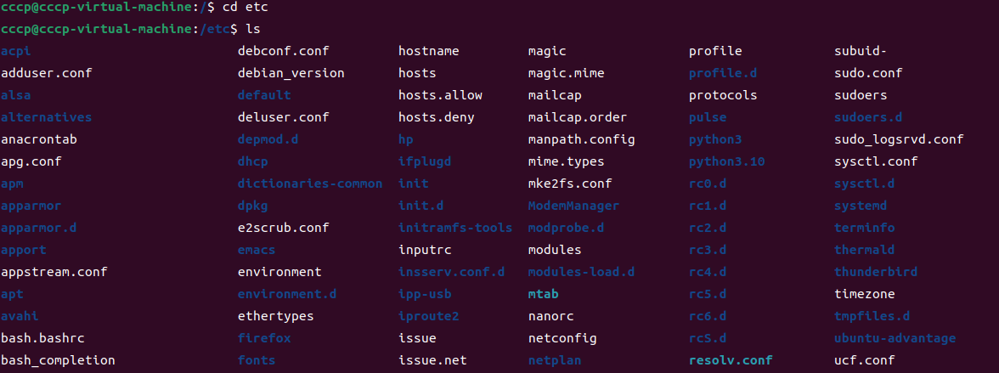 cccp@cccp-virtual-machine:/$ cd etc
cccp@cccp-virtual-machine:/etc$ ls
acpi debconf.conf hostname magic profile subuid-
adduser.conf debian_version hosts magic.mime profile.d sudo.conf
alsa default hosts.allow mailcap protocols sudoers
alternatives deluser.conf hosts.deny mailcap.order pulse sudoers.d
anacrontab depmod.d hp manpath.config python3 sudo_logsrvd.conf
apg.conf dhcp ifplugd mime.types python3.10 sysctl.conf
apm dictionaries-common init mke2fs.conf rc0.d sysctl.d
apparmor dpkg init.d ModemManager rc1.d systemd
apparmor.d e2scrub.conf initramfs-tools modprobe.d rc2.d terminfo
apport emacs inputrc modules rc3.d thermald
appstream.conf environment insserv.conf.d modules-load.d rc4.d thunderbird
apt environment.d ipp-usb mtab rc5.d timezone
avahi ethertypes iproute2 nanorc rc6.d tmpfiles.d
bash.bashrc firefox issue netconfig rc5.d ubuntu-advantage
bash_completion fonts issue.net netplan resolv.conf ucf.conf